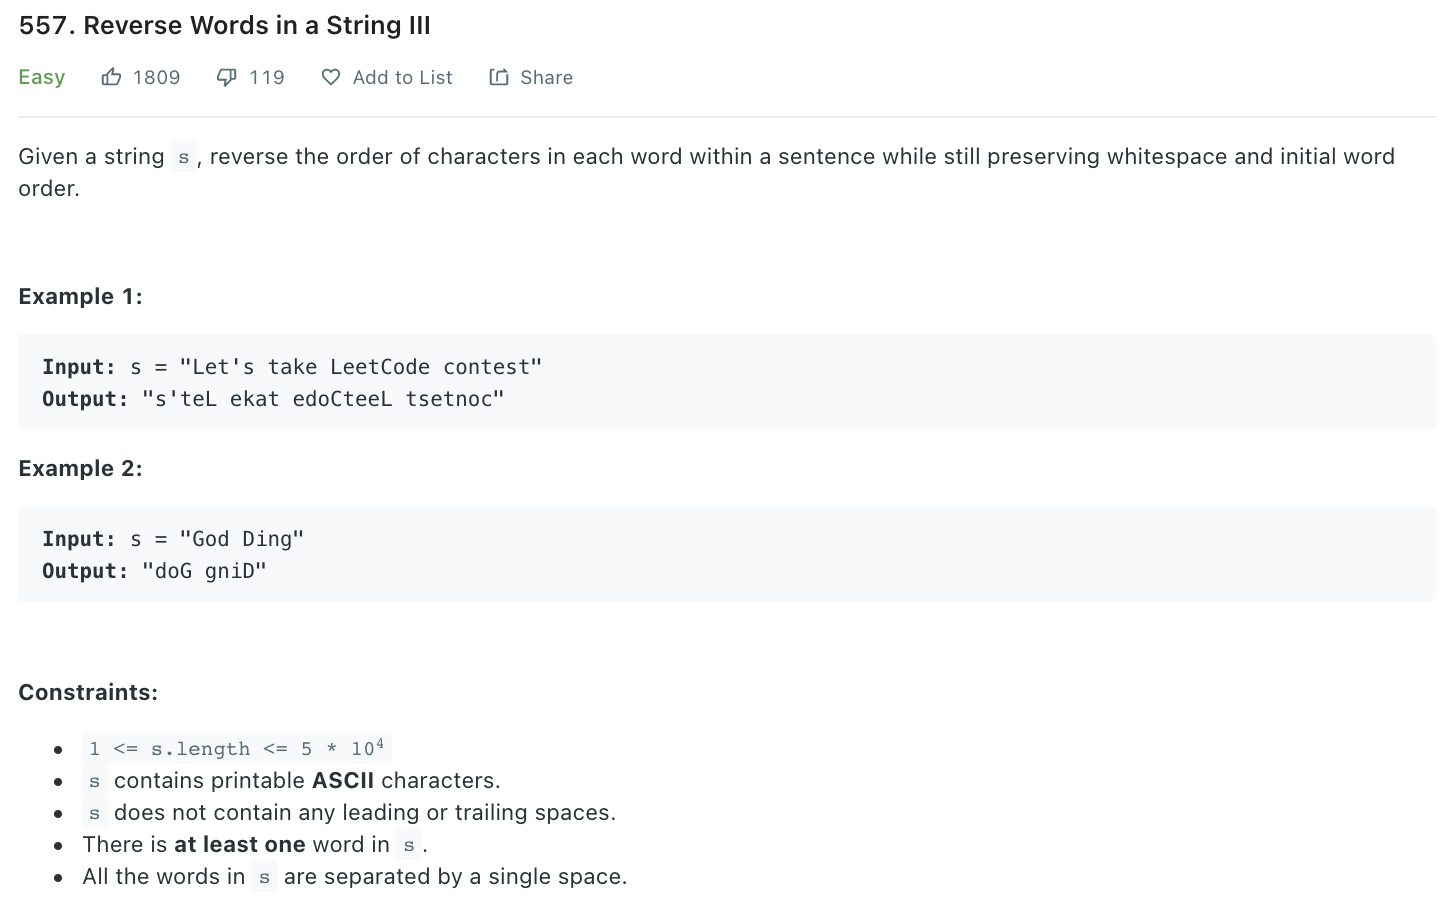 557. Reverse Words in a String III
Easy 1809 119 Add to List Share
Given a string s, reverse the order of characters in each word within a sentence while still preserving whitespace and initial word
order.
Example 1:
Input: s = "Let's take LeetCode contest"
Output: "s'teL ekat edoCteeL tsetnoc"
Example 2:
Input: s = "God Ding"
Output: "doG gniD"
Constraints:
• 1 <= s.length <= 5 * 10⁴
• s contains printable ASCII characters.
• s does not contain any leading or trailing spaces.
• There is at least one word in s.
• All the words in s are separated by a single space.